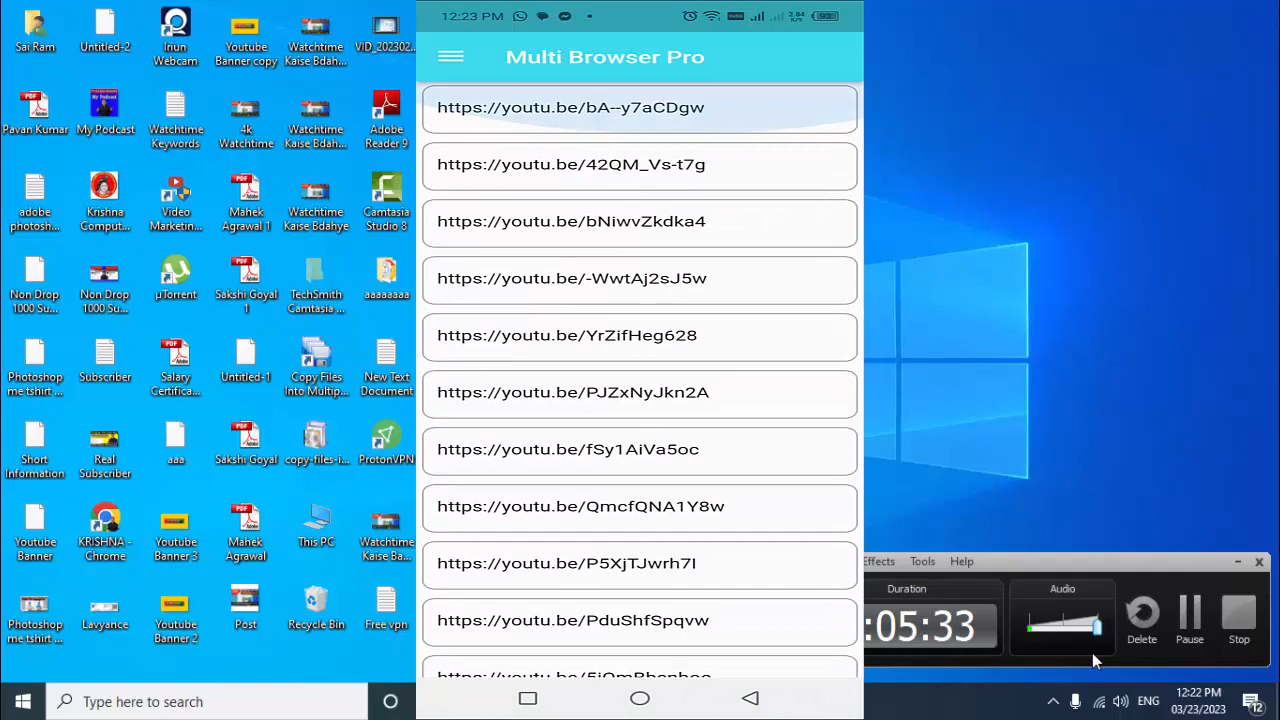 Sai Ram
Untitled-2
Iriun
Webcam
Youtube
Banner copy
Watchtime
Kaise Bdah...
VID_202302...
Pavan Kumar
My Podcast
Watchtime
Keywords
4k
Watchtime
Watchtime
Kaise Bdah...
Adobe
Reader 9
adobe
photosh...
Krishna
Comput...
Video
Marketin...
Mahek
Agrawal 1
Watchtime
Kaise Bdahye
Camtasia
Studio 8
Non Drop
1000 Su...
Non Drop
1000 Su...
µTorrent
Sakshi Goyal
1
TechSmith
Camtasia ...
aaaaaaaa
Photoshop
me tshirt ...
Subscriber
Salary
Certifica...
Untitled-1
Copy Files
Into Multip...
New Text
Document
Short
Information
Real
Subscriber
aaa
Sakshi Goyal
copy-files-i...
ProtonVPN
Youtube
Banner
KRISHNA -
Chrome
Youtube
Banner 3
Mahek
Agrawal
This PC
Watchtime
Kaise Ba...
Photoshop
me tshirt ...
Lavyance
Youtube
Banner 2
Post
Recycle Bin
Free vpn
12:23 PM
2.84
K/s
93
Multi Browser Pro
https://youtu.be/bA--y7aCDgw
https://youtu.be/42QM_Vs-t7g
https://youtu.be/bNiwvZkdka4
https://youtu.be/-WwtAj2sJ5w
https://youtu.be/YrZifHeg628
https://youtu.be/PJZxNyJkn2A
https://youtu.be/fSy1AiVa5oc
https://youtu.be/QmcfQNA1Y8w
https://youtu.be/P5XjTJwrh7I
https://youtu.be/PduShfSpqvw
Effects Tools Help
Duration
Audio
:05:33
Delete Pause Stop
Type here to search
ENG
12:22 PM
03/23/2023
12